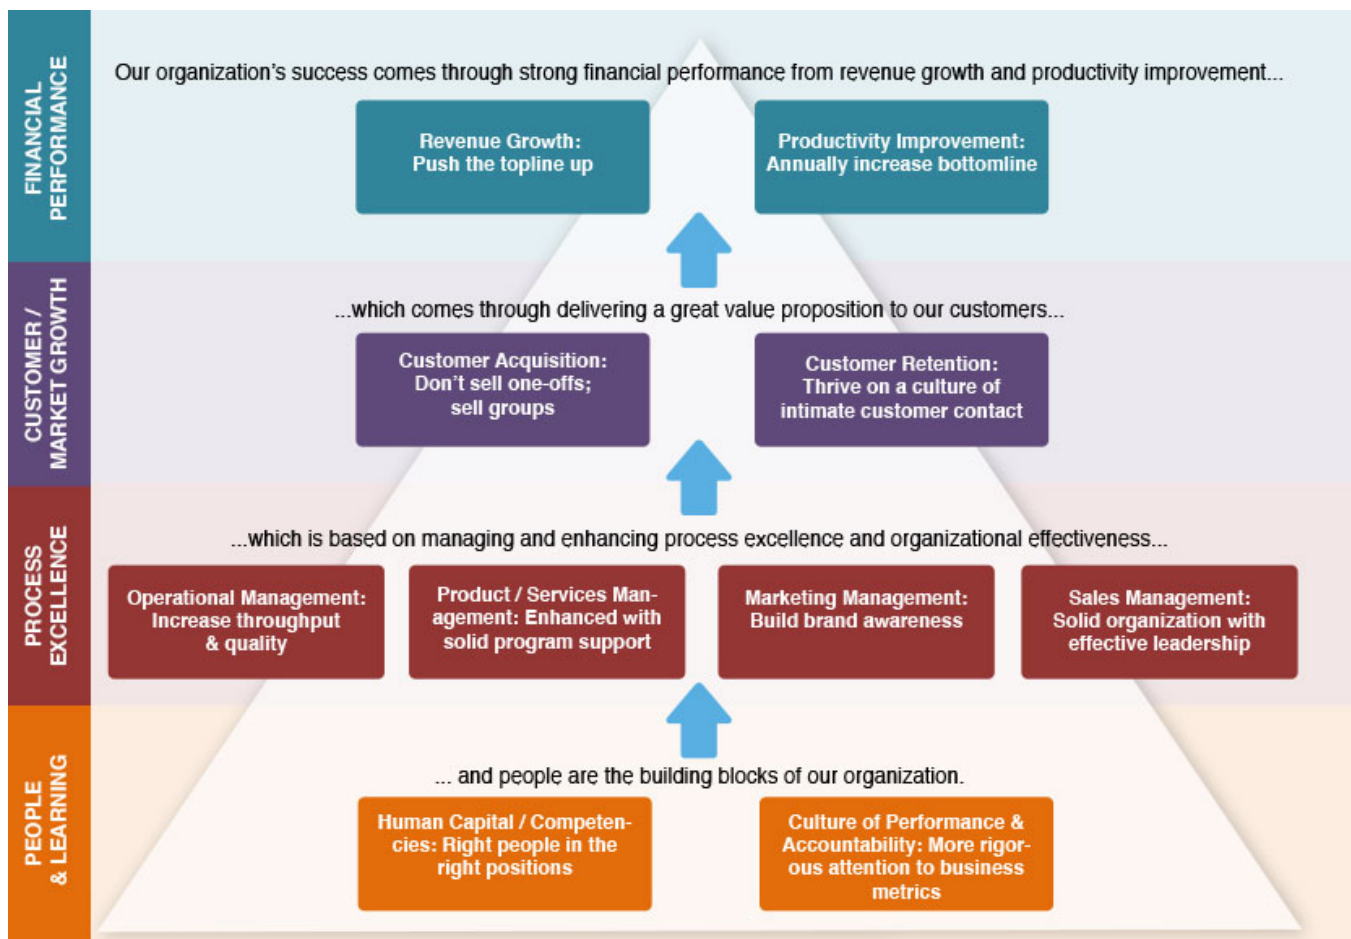 FINANCIAL
PERFORMANCE
Our organization's success comes through strong financial performance from revenue growth and productivity improvement...
Revenue Growth:
Push the topline up
Productivity Improvement:
Annually increase bottomline
CUSTOMER /
MARKET GROWTH
...which comes through delivering a great value proposition to our customers...
Customer Acquisition:
Don't sell one-offs;
sell groups
Customer Retention:
Thrive on a culture of
intimate customer contact
PROCESS
EXCELLENCE
...which is based on managing and enhancing process excellence and organizational effectiveness...
Operational Management:
Increase throughput
& quality
Product / Services Man-
agement: Enhanced with
solid program support
Marketing Management:
Build brand awareness
Sales Management:
Solid organization with
effective leadership
PEOPLE
& LEARNING
... and people are the building blocks of our organization.
Human Capital / Competen-
cies: Right people in the
right positions
Culture of Performance &
Accountability: More rigor-
ous attention to business
metrics